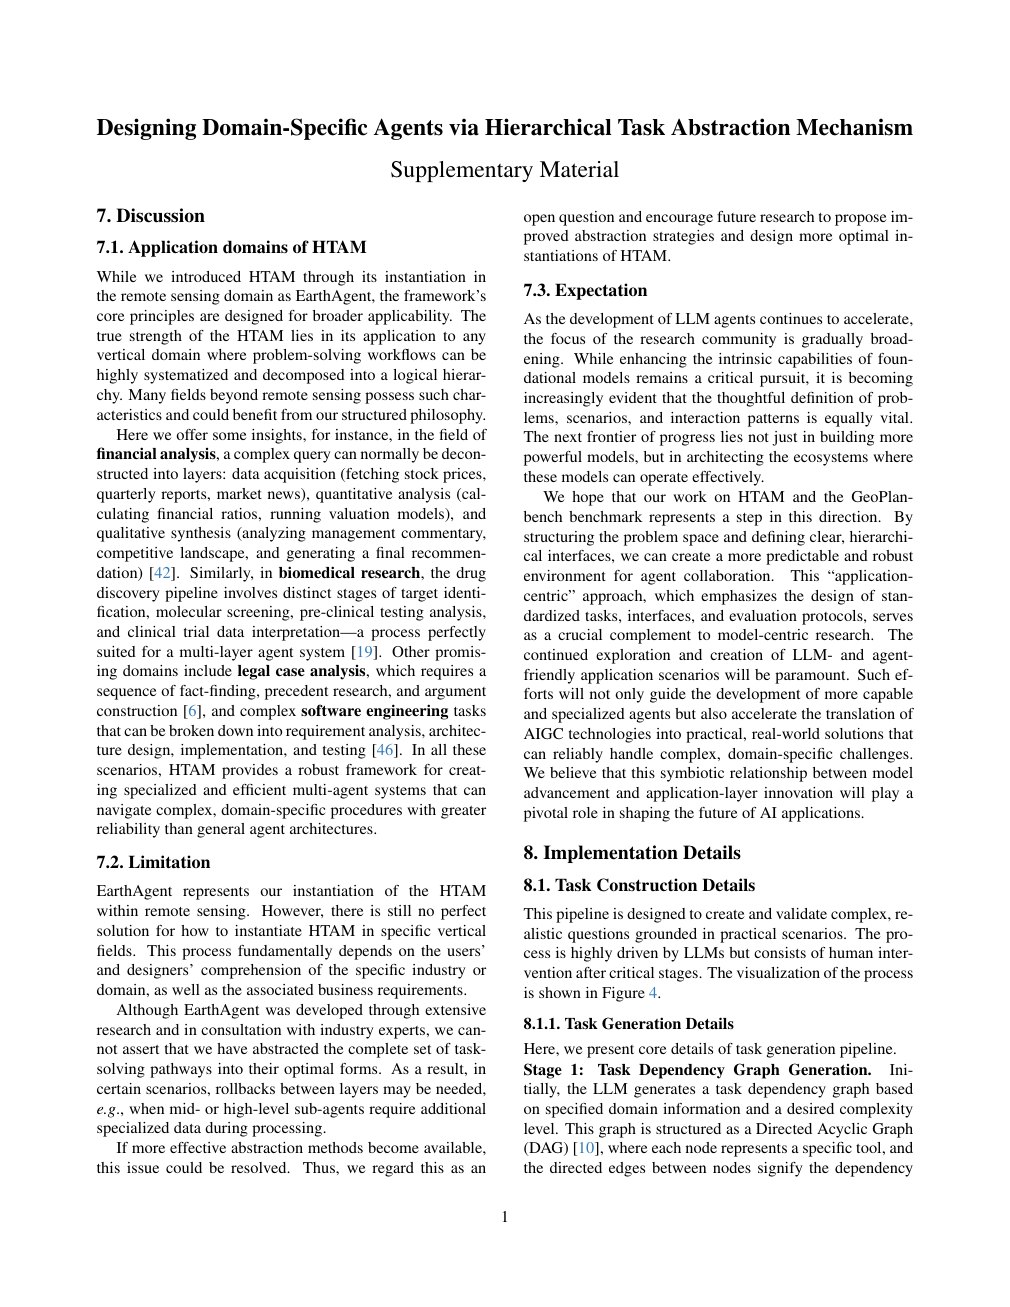 Designing Domain-Specific Agents via Hierarchical Task Abstraction Mechanism
Supplementary Material
7. Discussion
7.1. Application domains of HTAM
While we introduced HTAM through its instantiation in
the remote sensing domain as EarthAgent, the framework's
core principles are designed for broader applicability. The
true strength of the HTAM lies in its application to any
vertical domain where problem-solving workflows can be
highly systematized and decomposed into a logical hierar-
chy. Many fields beyond remote sensing possess such char-
acteristics and could benefit from our structured philosophy.
Here we offer some insights, for instance, in the field of
financial analysis, a complex query can normally be decon-
structed into layers: data acquisition (fetching stock prices,
quarterly reports, market news), quantitative analysis (cal-
culating financial ratios, running valuation models), and
qualitative synthesis (analyzing management commentary,
competitive landscape, and generating a final recommen-
dation) [42]. Similarly, in biomedical research, the drug
discovery pipeline involves distinct stages of target identi-
fication, molecular screening, pre-clinical testing analysis,
and clinical trial data interpretation—a process perfectly
suited for a multi-layer agent system [19]. Other promis-
ing domains include legal case analysis, which requires a
sequence of fact-finding, precedent research, and argument
construction [6], and complex software engineering tasks
that can be broken down into requirement analysis, architec-
ture design, implementation, and testing [46]. In all these
scenarios, HTAM provides a robust framework for creat-
ing specialized and efficient multi-agent systems that can
navigate complex, domain-specific procedures with greater
reliability than general agent architectures.
7.2. Limitation
EarthAgent represents our instantiation of the HTAM
within remote sensing. However, there is still no perfect
solution for how to instantiate HTAM in specific vertical
fields. This process fundamentally depends on the users'
and designers' comprehension of the specific industry or
domain, as well as the associated business requirements.
Although EarthAgent was developed through extensive
research and in consultation with industry experts, we can-
not assert that we have abstracted the complete set of task-
solving pathways into their optimal forms. As a result, in
certain scenarios, rollbacks between layers may be needed,
e.g., when mid- or high-level sub-agents require additional
specialized data during processing.
If more effective abstraction methods become available,
this issue could be resolved. Thus, we regard this as an
open question and encourage future research to propose im-
proved abstraction strategies and design more optimal in-
stantiations of HTAM.
7.3. Expectation
As the development of LLM agents continues to accelerate,
the focus of the research community is gradually broad-
ening. While enhancing the intrinsic capabilities of foun-
dational models remains a critical pursuit, it is becoming
increasingly evident that the thoughtful definition of prob-
lems, scenarios, and interaction patterns is equally vital.
The next frontier of progress lies not just in building more
powerful models, but in architecting the ecosystems where
these models can operate effectively.
We hope that our work on HTAM and the GeoPlan-
bench benchmark represents a step in this direction. By
structuring the problem space and defining clear, hierarchi-
cal interfaces, we can create a more predictable and robust
environment for agent collaboration. This “application-
centric” approach, which emphasizes the design of stan-
dardized tasks, interfaces, and evaluation protocols, serves
as a crucial complement to model-centric research. The
continued exploration and creation of LLM- and agent-
friendly application scenarios will be paramount. Such ef-
forts will not only guide the development of more capable
and specialized agents but also accelerate the translation of
AIGC technologies into practical, real-world solutions that
can reliably handle complex, domain-specific challenges.
We believe that this symbiotic relationship between model
advancement and application-layer innovation will play a
pivotal role in shaping the future of AI applications.
8. Implementation Details
8.1. Task Construction Details
This pipeline is designed to create and validate complex, re-
alistic questions grounded in practical scenarios. The pro-
cess is highly driven by LLMs but consists of human inter-
vention after critical stages. The visualization of the process
is shown in Figure 4.
8.1.1. Task Generation Details
Here, we present core details of task generation pipeline.
Stage 1: Task Dependency Graph Generation. Ini-
tially, the LLM generates a task dependency graph based
on specified domain information and a desired complexity
level. This graph is structured as a Directed Acyclic Graph
(DAG) [10], where each node represents a specific tool, and
the directed edges between nodes signify the dependency
1